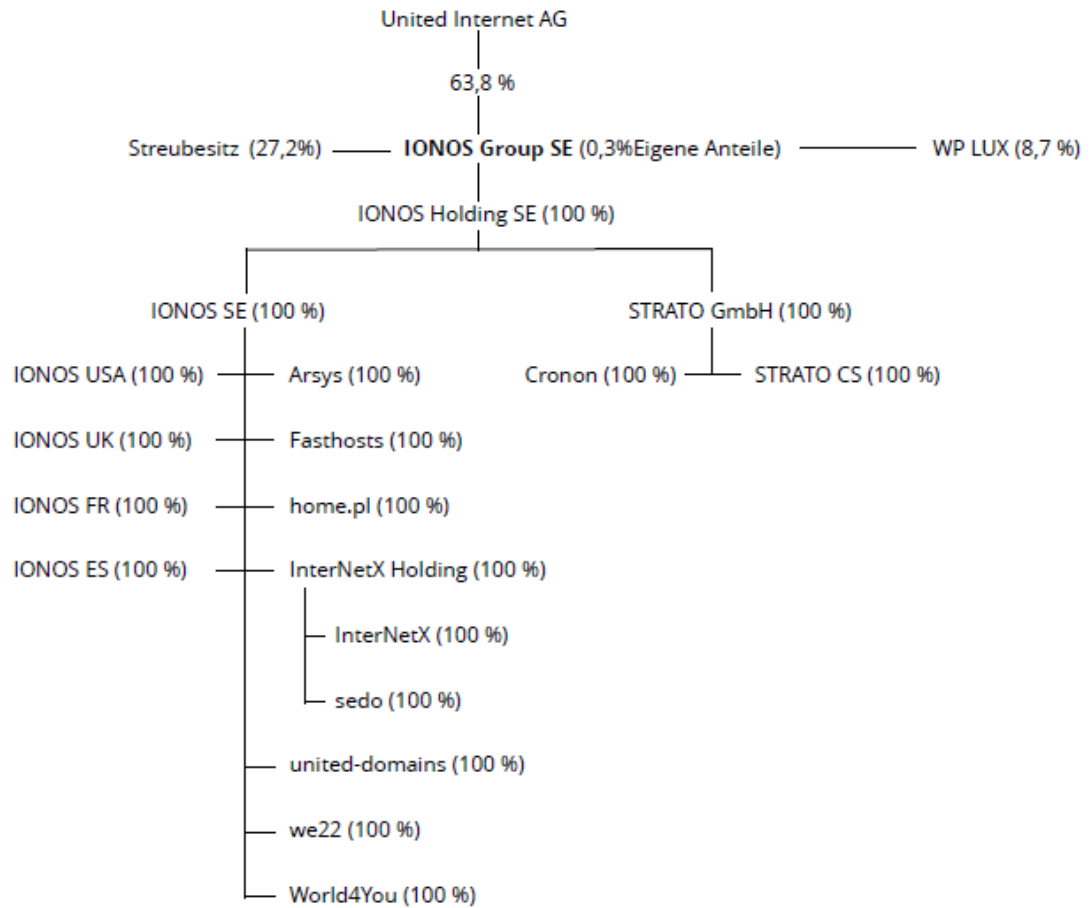 United Internet AG
63,8 %
Streubesitz (27,2%) IONOS Group SE (0,3%Eigene Anteile) WP LUX (8,7 %)
IONOS Holding SE (100 %)
IONOS SE (100 %) STRATO GmbH (100 %)
IONOS USA (100 %) Arsys (100 %) Cronon (100 %) STRATO CS (100 %)
IONOS UK (100 %) Fasthosts (100 %)
IONOS FR (100 %) home.pl (100 %)
IONOS ES (100 %) InterNetX Holding (100 %)
InterNetX (100 %)
sedo (100 %)
united-domains (100 %)
we22 (100 %)
World4You (100 %)